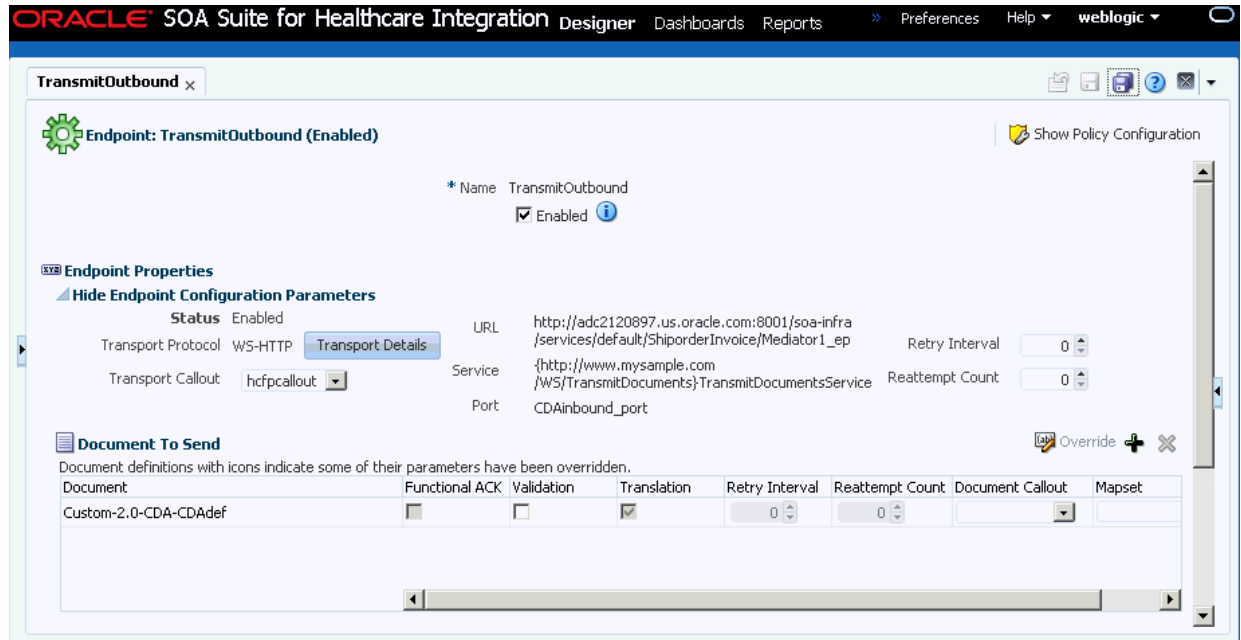 ORACLE SOA Suite for Healthcare Integration Designer Dashboards Reports » Preferences Help weblogic
TransmitOutbound x
Endpoint: TransmitOutbound (Enabled)
Show Policy Configuration
* Name TransmitOutbound
Enabled
Endpoint Properties
Hide Endpoint Configuration Parameters
Status Enabled
Transport Protocol WS-HTTP Transport Details
Transport Callout hcfpcallout
URL http://adc2120897.us.oracle.com:8001/soa-infra
/services/default/ShiporderInvoice/Mediator1_ep
Service {http://www.mysample.com
/WS/TransmitDocuments}TransmitDocumentsService
Port CDAinbound_port
Retry Interval 0
Reattempt Count 0
Document To Send
Override
Document definitions with icons indicate some of their parameters have been overridden.
Document Functional ACK Validation Translation Retry Interval Reattempt Count Document Callout Mapset
Custom-2.0-CDA-CDAdef 0 0